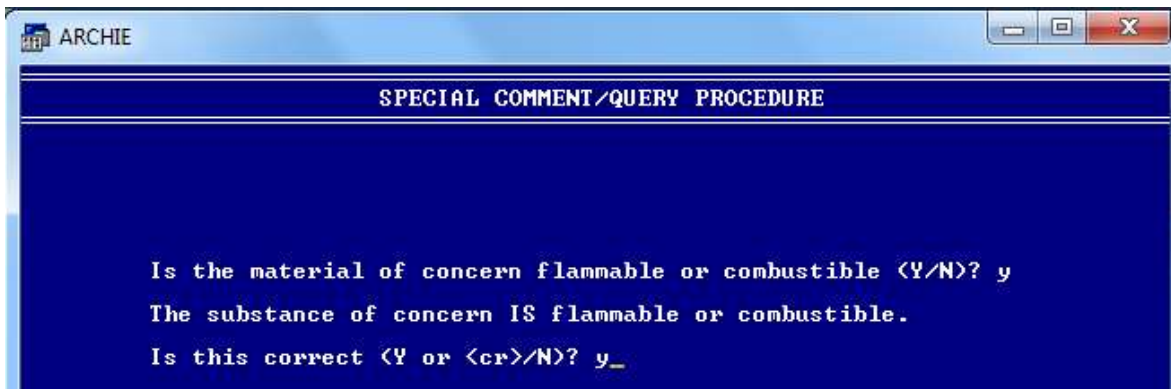 ARCHIE
SPECIAL COMMENT/QUERY PROCEDURE
Is the material of concern flammable or combustible (Y/N)? y
The substance of concern IS flammable or combustible.
Is this correct (Y or <cr>/N)? y_